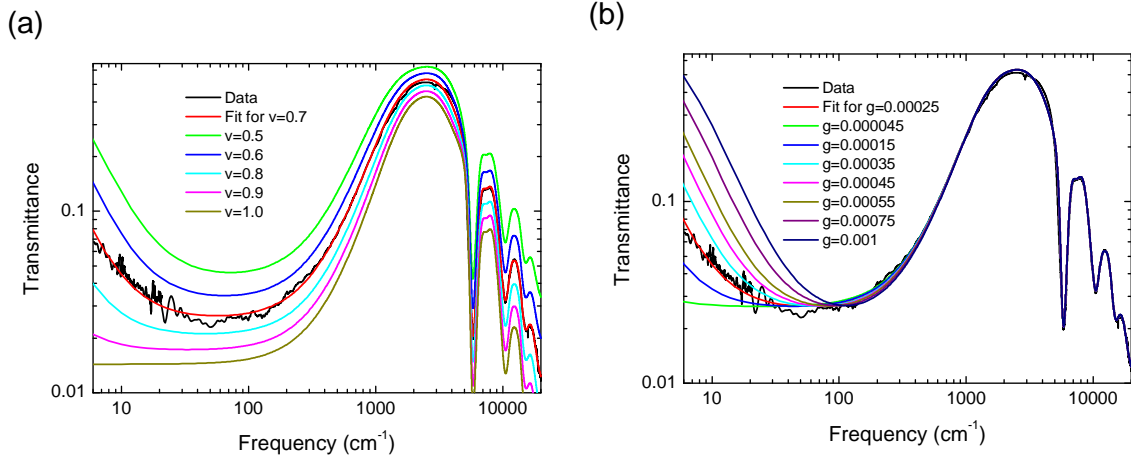 (a)
Data
Fit for v=0.7
v=0.5
v=0.6
v=0.8
v=0.9
v=1.0
0.1
0.01
Transmittance
10 100 1000 10000
Frequency (cm-1)
(b)
Data
Fit for g=0.00025
g=0.000045
g=0.00015
g=0.00035
g=0.00045
g=0.00055
g=0.00075
g=0.001
0.1
0.01
Transmittance
10 100 1000 10000
Frequency (cm-1)